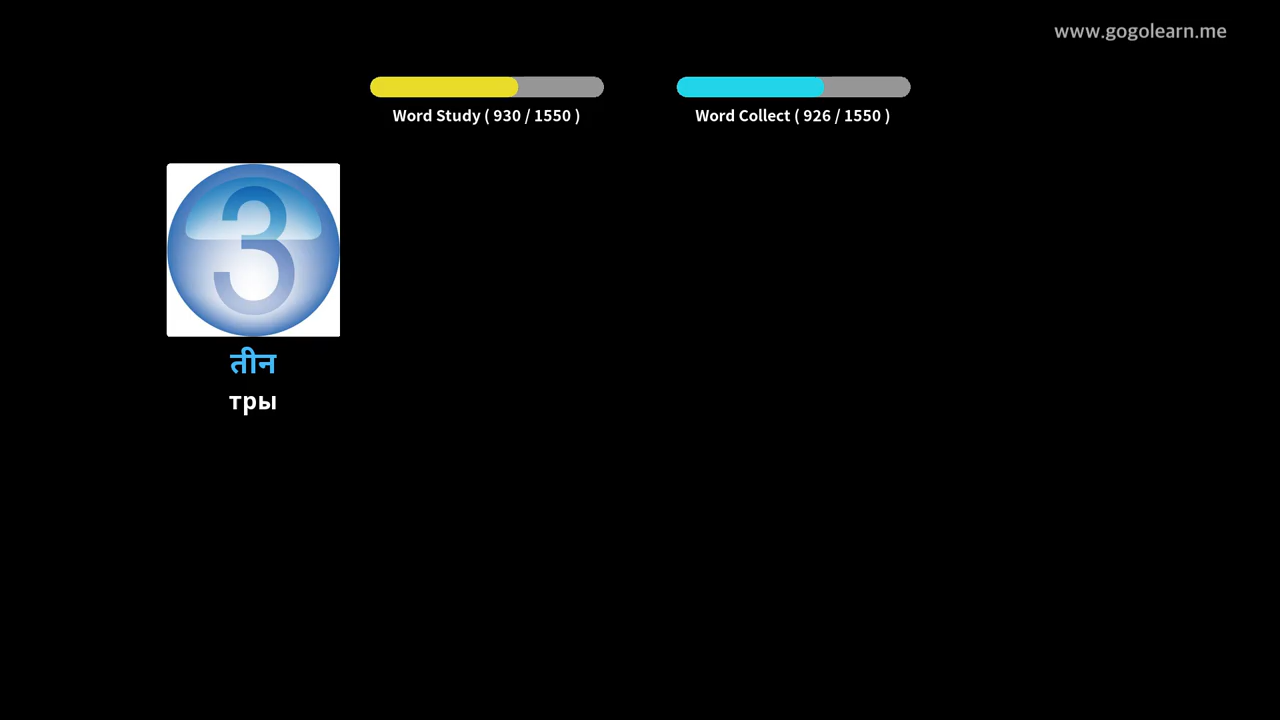 www.gogolearn.me
Word Study ( 930 / 1550 )
Word Collect ( 926 / 1550 )
3
तीन
тры